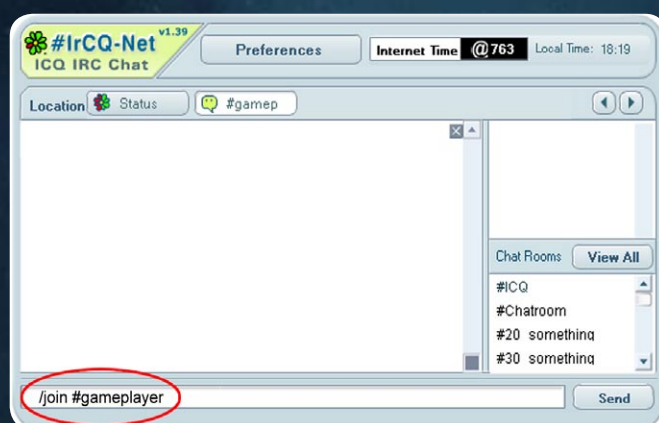 #IrCQ-Net v1.39
ICQ IRC Chat
Preferences
Internet Time @763
Local Time: 18:19
Location
Status
#gamep
Chat Rooms
View All
#ICQ
#Chatroom
#20 something
#30 something
/join #gameplayer
Send